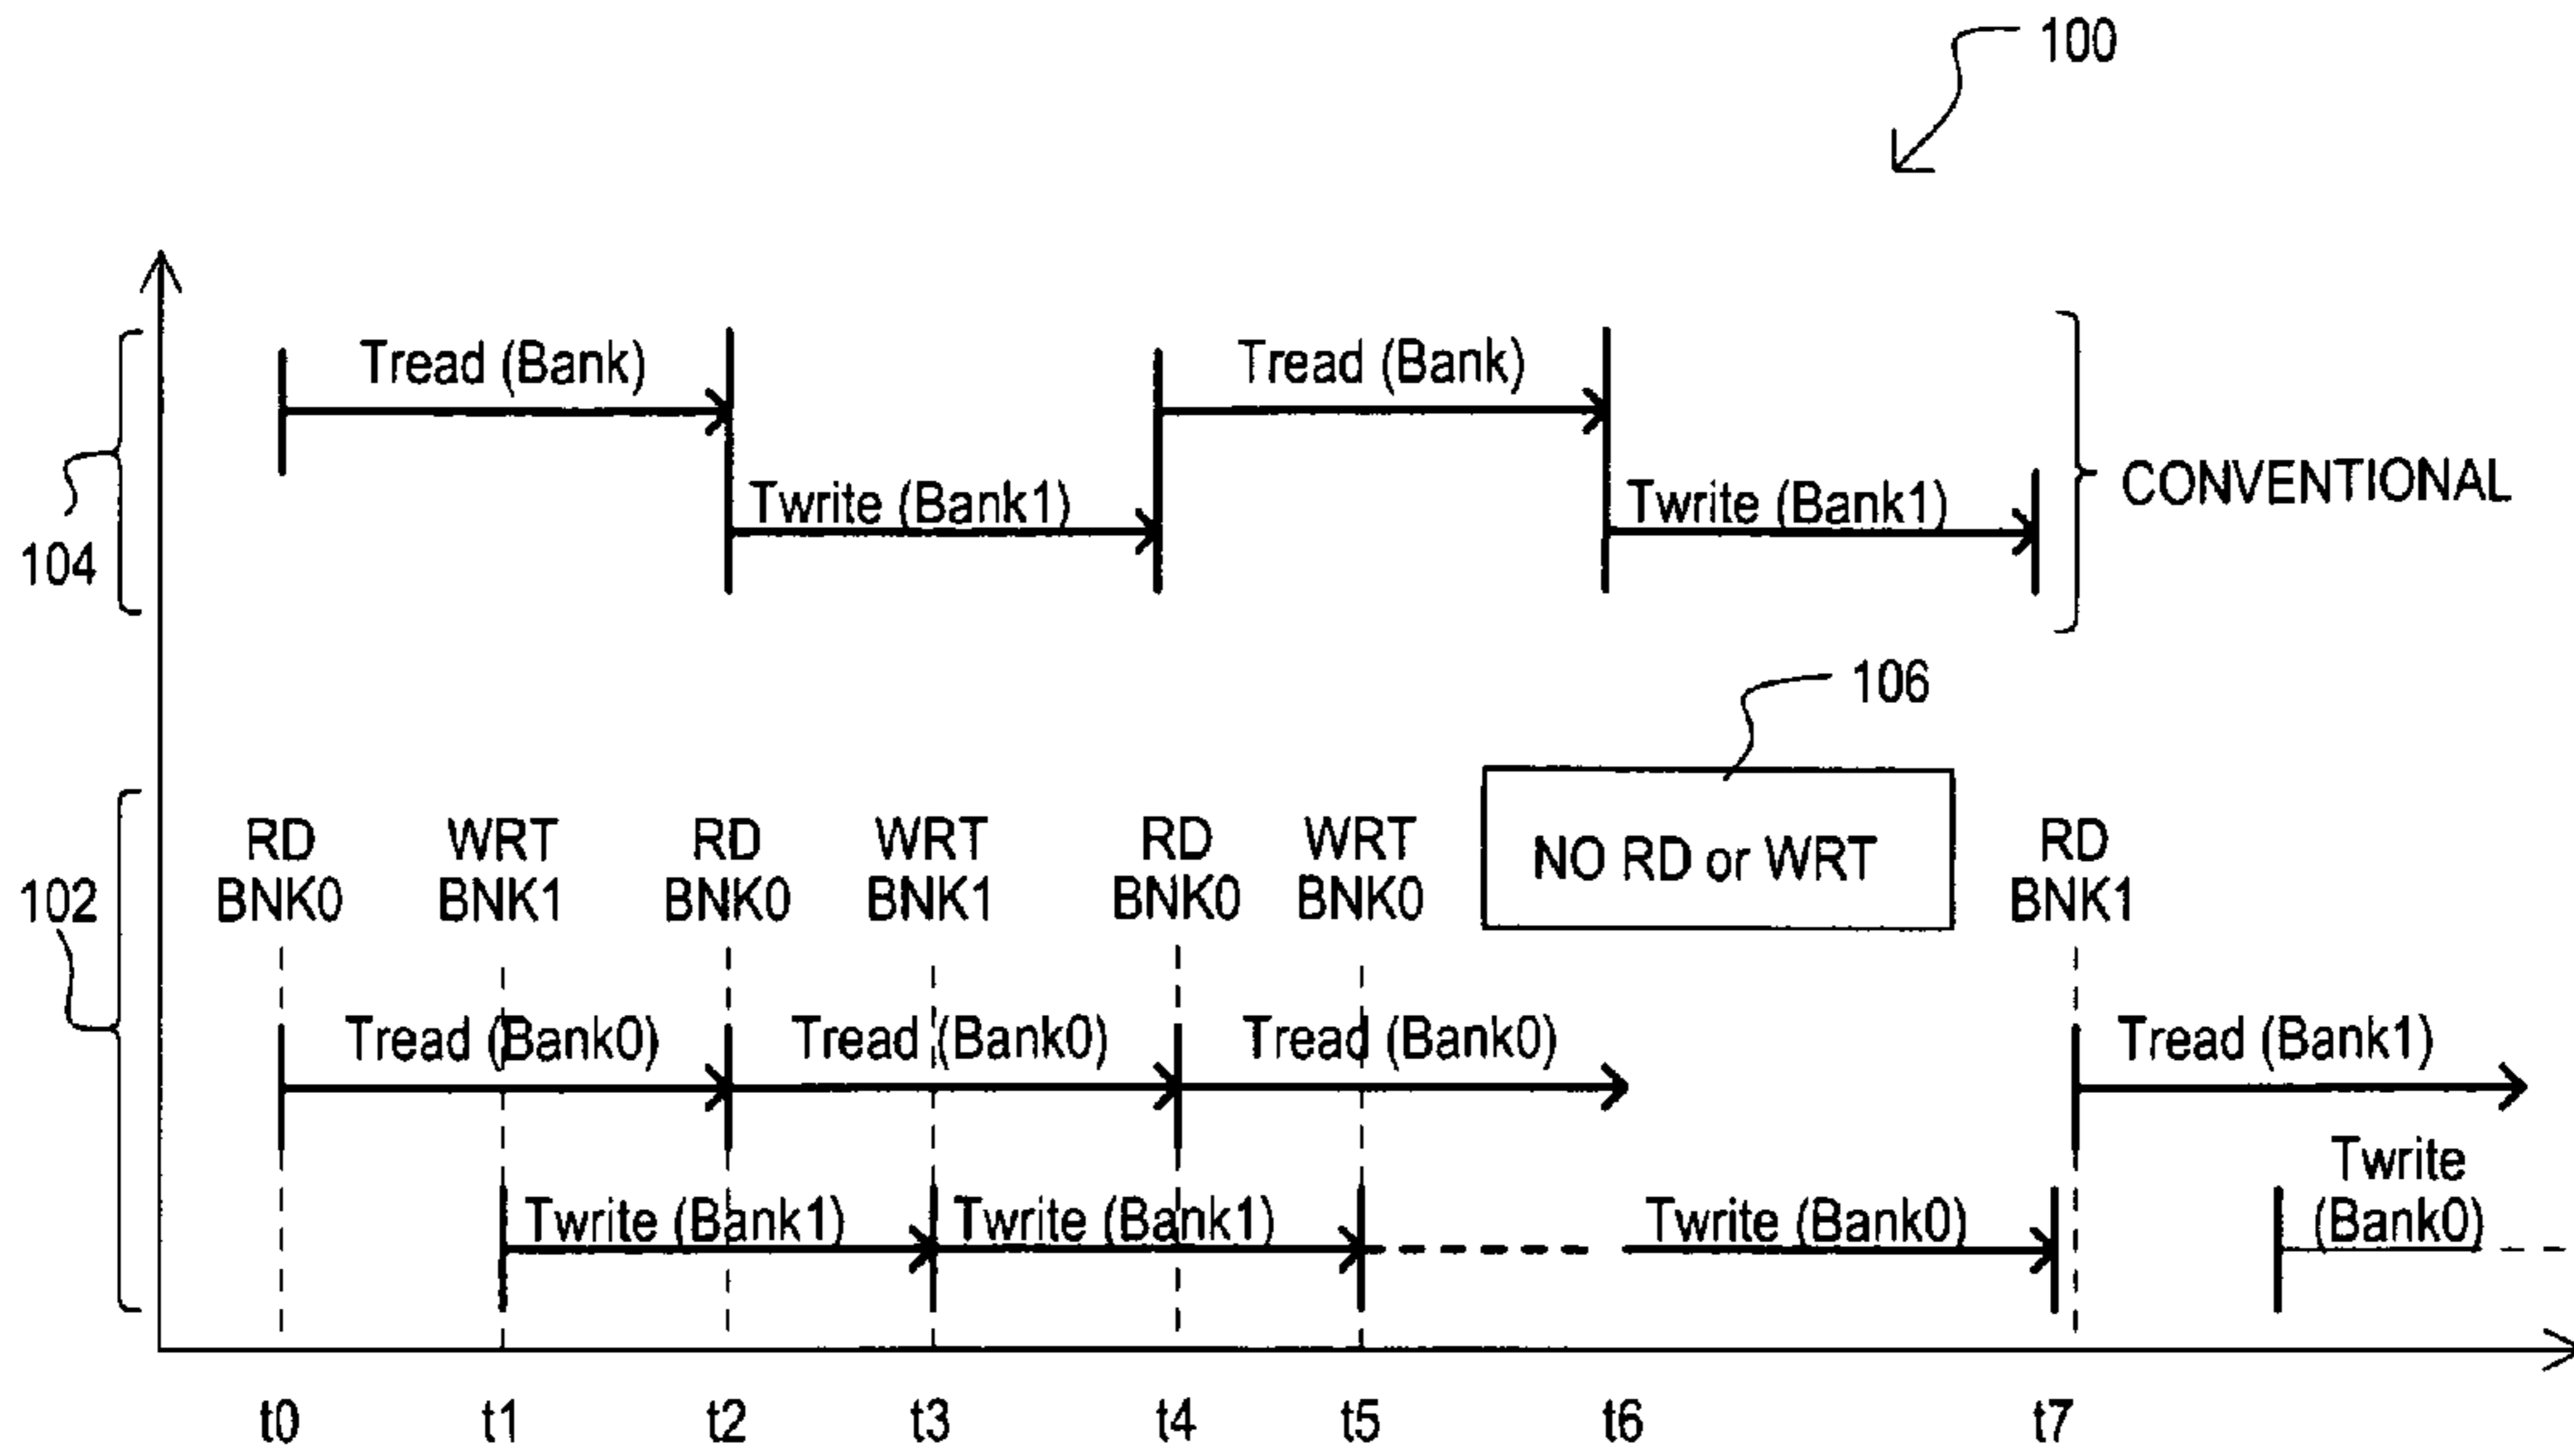 100
Tread (Bank) Tread (Bank)
Twrite (Bank1) Twrite (Bank1) CONVENTIONAL
104
106
NO RD or WRT
RD WRT RD WRT RD WRT RD
BNK0 BNK1 BNK0 BNK1 BNK0 BNK0 BNK1
102
Tread (Bank0) Tread (Bank0) Tread (Bank0) Tread (Bank1)
Twrite (Bank1) Twrite (Bank1) Twrite (Bank0) Twrite
(Bank0)
t0 t1 t2 t3 t4 t5 t6 t7